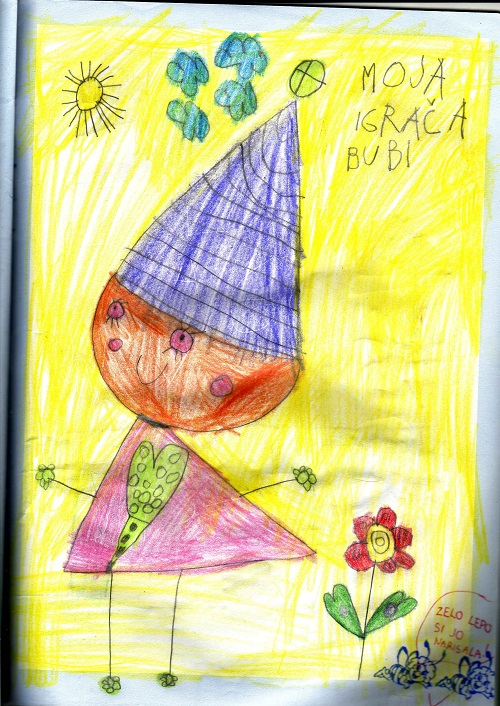 MOJA
IGRAČA
BUBI
ZELO LEPO
SI JO
NARISALA!